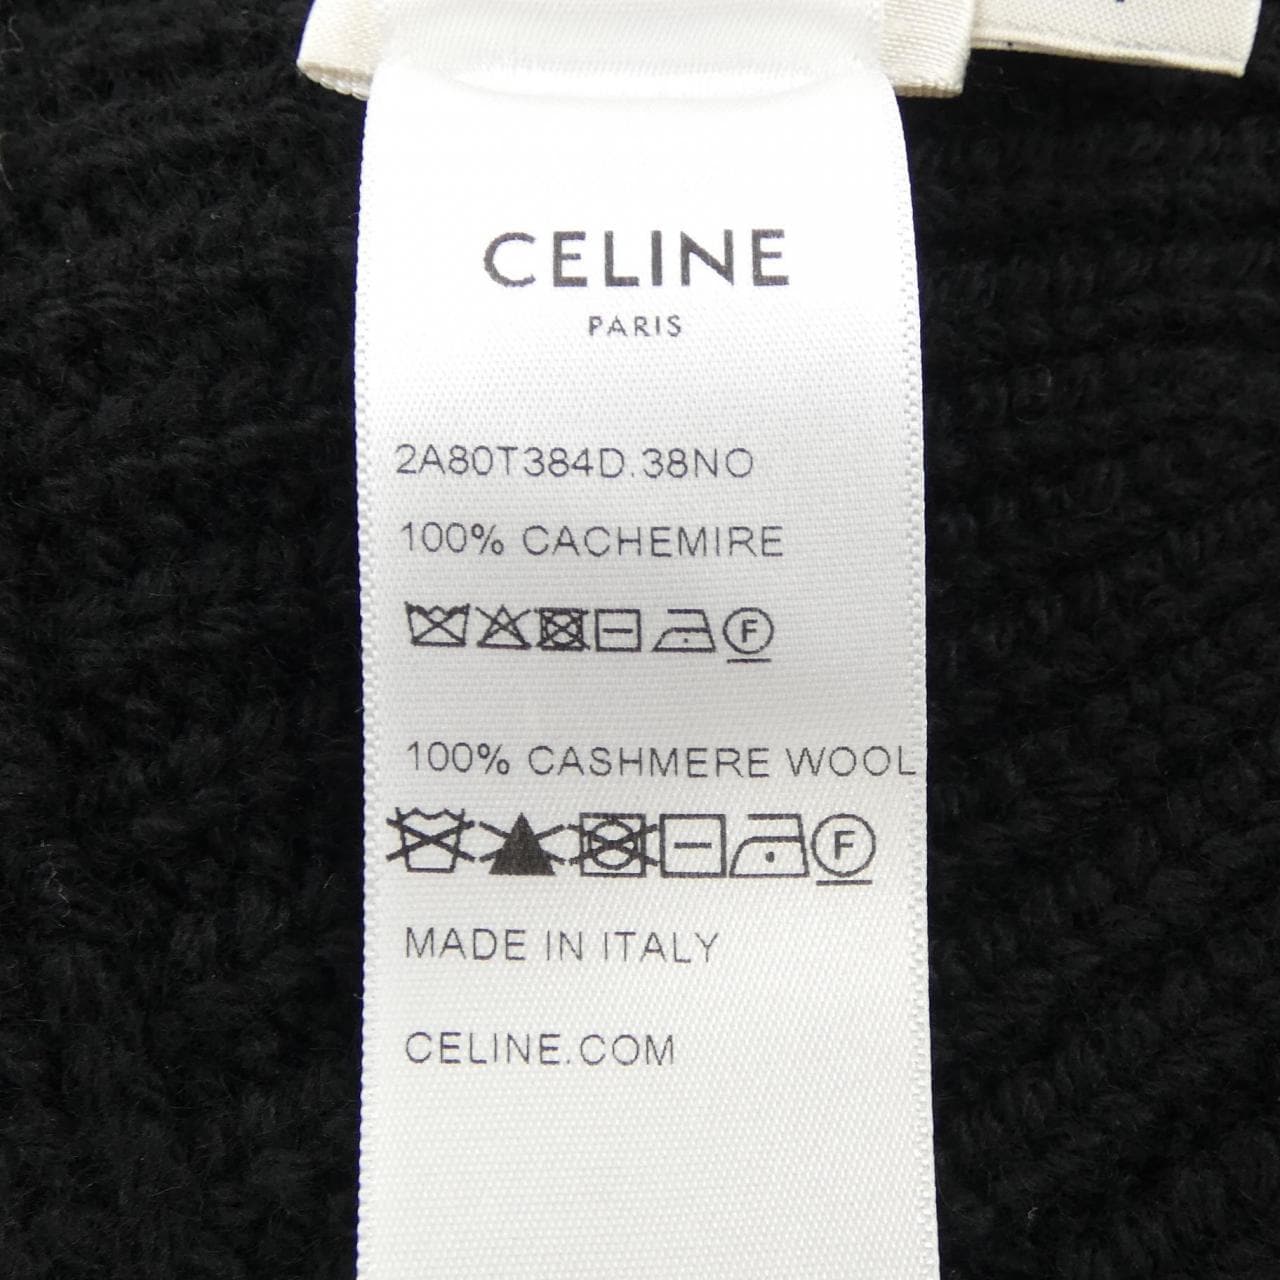 CELINE
PARIS
2A80T384D.38NO
100% CACHEMIRE
F
100% CASHMERE WOOL
F
MADE IN ITALY
CELINE.COM